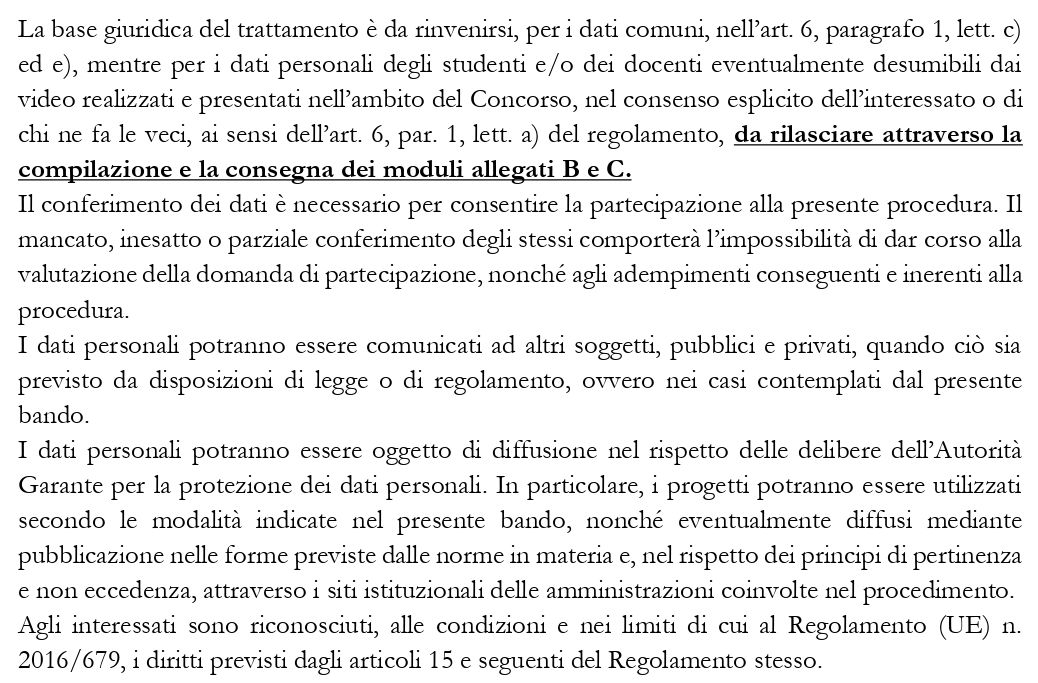 La base giuridica del trattamento è da rinvenirsi, per i dati comuni, nell’art. 6, paragrafo 1, lett. c)
ed e), mentre per i dati personali degli studenti e/o dei docenti eventualmente desumibili dai
video realizzati e presentati nell’ambito del Concorso, nel consenso esplicito dell’interessato o di
chi ne fa le veci, ai sensi dell’art. 6, par. 1, lett. a) del regolamento, da rilasciare attraverso la
compilazione e la consegna dei moduli allegati B e C.
Il conferimento dei dati è necessario per consentire la partecipazione alla presente procedura. Il
mancato, inesatto o parziale conferimento degli stessi comporterà l’impossibilità di dar corso alla
valutazione della domanda di partecipazione, nonché agli adempimenti conseguenti e inerenti alla
procedura.
I dati personali potranno essere comunicati ad altri soggetti, pubblici e privati, quando ciò sia
previsto da disposizioni di legge o di regolamento, ovvero nei casi contemplati dal presente
bando.
I dati personali potranno essere oggetto di diffusione nel rispetto delle delibere dell’Autorità
Garante per la protezione dei dati personali. In particolare, i progetti potranno essere utilizzati
secondo le modalità indicate nel presente bando, nonché eventualmente diffusi mediante
pubblicazione nelle forme previste dalle norme in materia e, nel rispetto dei principi di pertinenza
e non eccedenza, attraverso i siti istituzionali delle amministrazioni coinvolte nel procedimento.
Agli interessati sono riconosciuti, alle condizioni e nei limiti di cui al Regolamento (UE) n.
2016/679, i diritti previsti dagli articoli 15 e seguenti del Regolamento stesso.